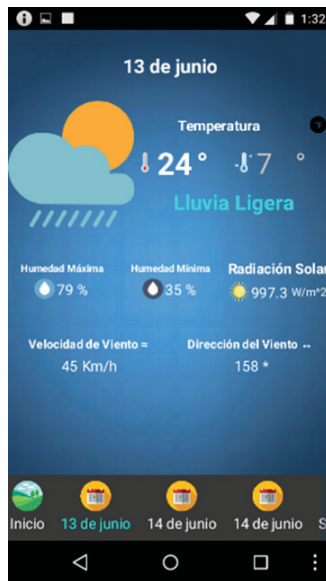 1:32
13 de junio
Temperatura
24° 7 °
Lluvia Ligera
Humedad Máxima Humedad Mínima Radiación Solar
79 % 35 % 997.3 W/m^2
Velocidad de Viento ≈ Dirección del Viento ↔
45 Km/h 158 *
Inicio 13 de junio 14 de junio 14 de junio S